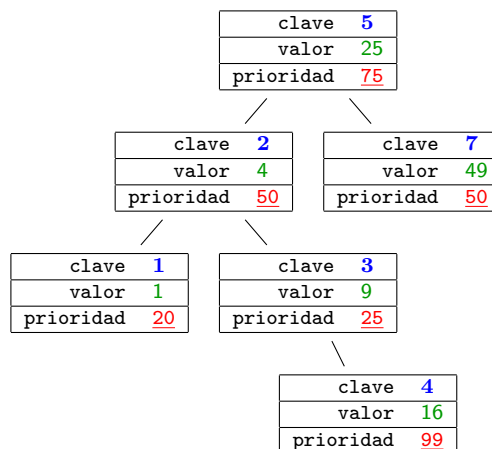 clave 5
valor 25
prioridad 75
clave 2
valor 4
prioridad 50
clave 7
valor 49
prioridad 50
clave 1
valor 1
prioridad 20
clave 3
valor 9
prioridad 25
clave 4
valor 16
prioridad 99